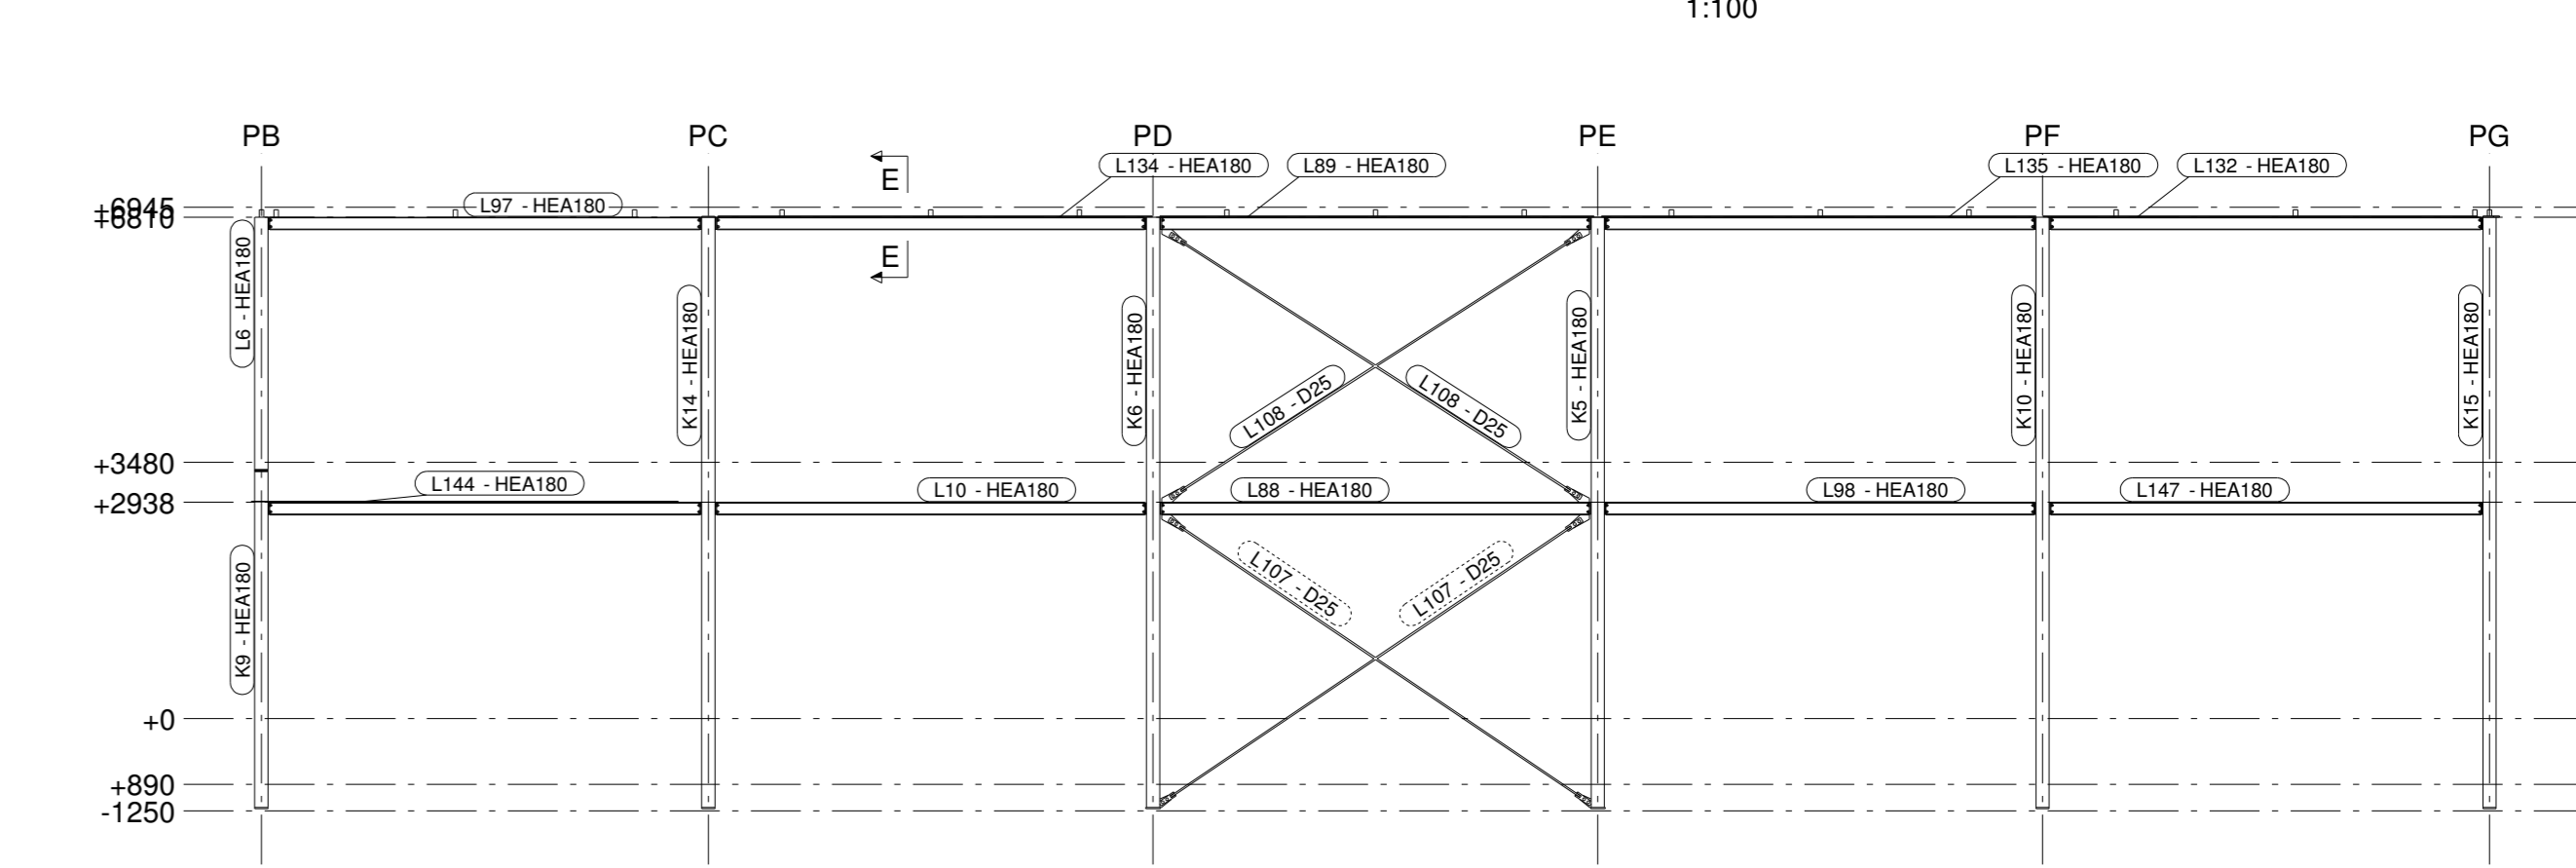 1:100
PB
PC
PD
PE
PF
PG
E
L134 - HEA180
L89 - HEA180
L135 - HEA180
L132 - HEA180
+6945
+6810
L97 - HEA180
E
L6 - HEA180
K14 - HEA180
K6 - HEA180
K5 - HEA180
K10 - HEA180
K15 - HEA180
L108 - D25
L108 - D25
+3480
L144 - HEA180
+2938
L10 - HEA180
L88 - HEA180
L98 - HEA180
L147 - HEA180
K9 - HEA180
L107 - D25
L107 - D25
+0
+890
-1250